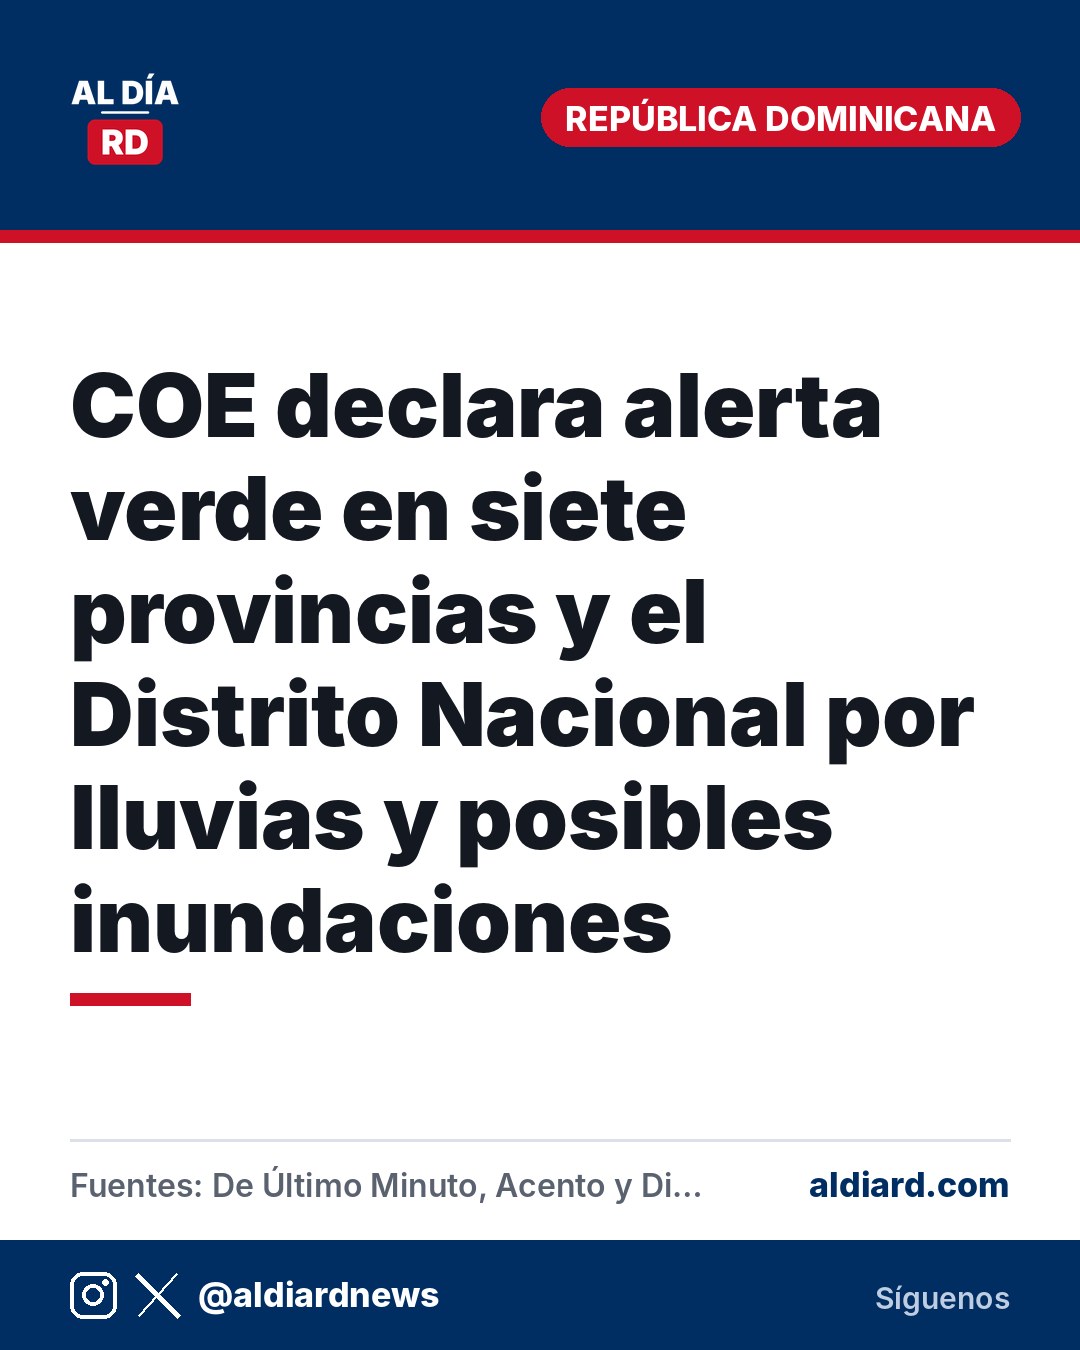 AL DÍA
RD
REPÚBLICA DOMINICANA
COE declara alerta
verde en siete
provincias y el
Distrito Nacional por
lluvias y posibles
inundaciones
Fuentes: De Último Minuto, Acento y Di...
aldiard.com
@aldiardnews
Síguenos